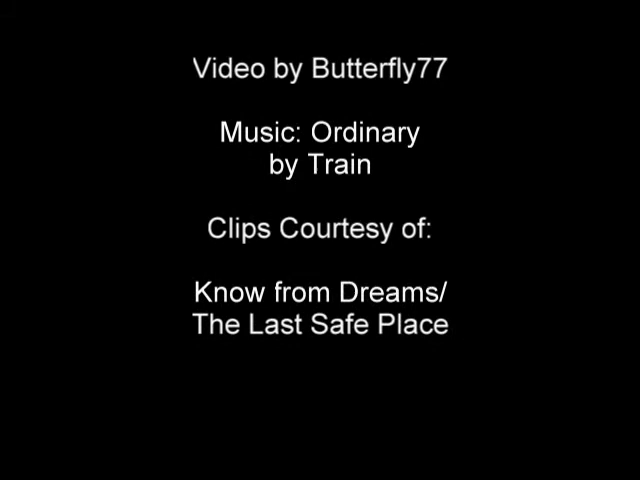 Video by Butterfly77
Music: Ordinary
by Train
Clips Courtesy of:
Know from Dreams/
The Last Safe Place